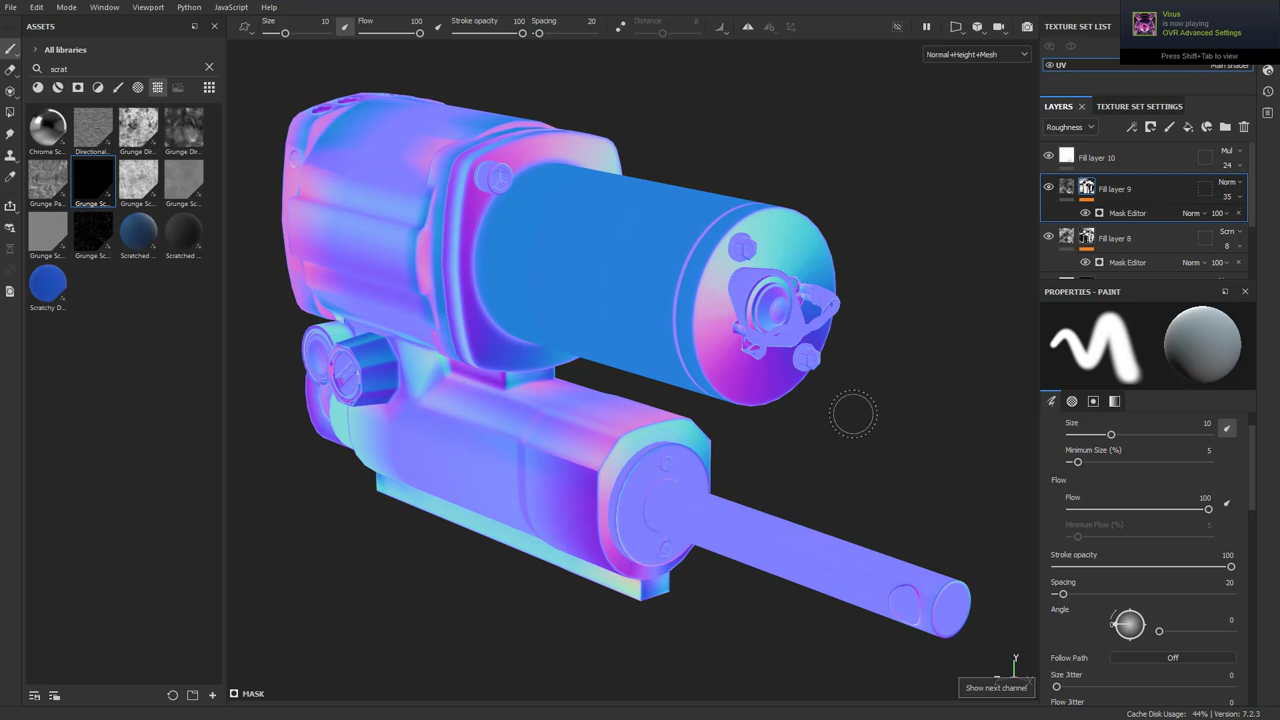 File Edit Mode Window Viewport Python JavaScript Help
Size 10 Flow 100 Stroke opacity 100 Spacing 20 Distance 8
ASSETS
All libraries
scrat
Chrome Sc... Directional... Grunge Dir... Grunge Dir...
Grunge Pa... Grunge Sc... Grunge Sc... Grunge Sc...
Grunge Sc... Grunge Sc... Scratched ... Scratched ...
Scratchy D...
Normal+Height+Mesh
MASK
Y
Show next channel
TEXTURE SET LIST
Vixus
is now playing
OVR Advanced Settings
Press Shift+Tab to view
UV Main shader
LAYERS TEXTURE SET SETTINGS
Roughness
Fill layer 10 Mul
24
Fill layer 9 Norm
35
Mask Editor Norm 100
Fill layer 8 Scrn
8
Mask Editor Norm 100
PROPERTIES - PAINT
Size 10
Minimum Size (%) 5
Flow
Flow 100
Minimum Flow (%) 5
Stroke opacity 100
Spacing 20
Angle 0
Follow Path Off
Size Jitter 0
Flow Jitter 0
Cache Disk Usage: 44% | Version: 7.2.3